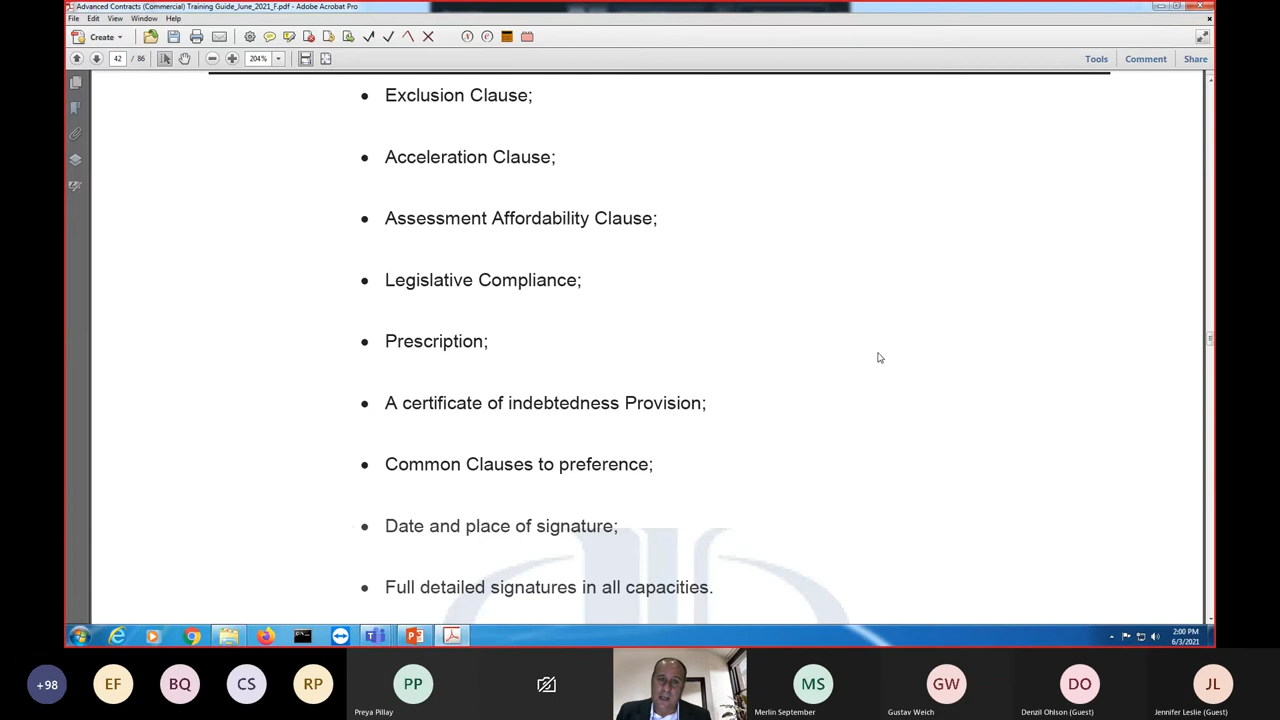 Advanced Contracts (Commercial) Training Guide_June_2021_F.pdf - Adobe Acrobat Pro
File Edit View Window Help
Create
42 / 86 204% Tools Comment Share
• Exclusion Clause;
• Acceleration Clause;
• Assessment Affordability Clause;
• Legislative Compliance;
• Prescription;
• A certificate of indebtedness Provision;
• Common Clauses to preference;
• Date and place of signature;
• Full detailed signatures in all capacities.
2:00 PM
6/3/2021
+98 EF BQ CS RP PP MS GW DO JL
Preya Pillay Merlin September Gustav Weich Denzil Ohlson (Guest) Jennifer Leslie (Guest)